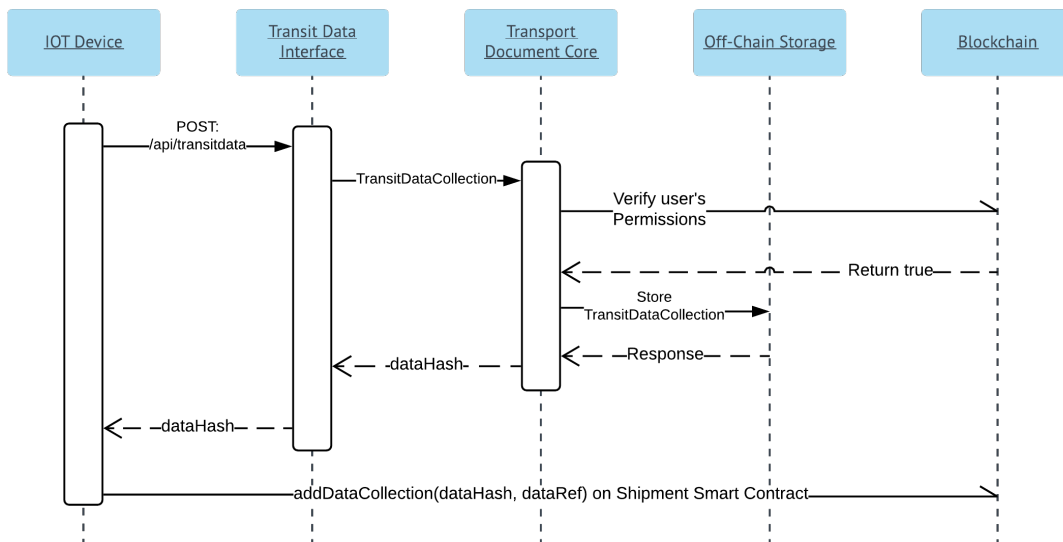 IOT Device
Transit Data
Interface
Transport
Document Core
Off-Chain Storage
Blockchain
POST:
/api/transitdata
TransitDataCollection
Verify user's
Permissions
Return true
Store
TransitDataCollection
Response
dataHash
dataHash
addDataCollection(dataHash, dataRef) on Shipment Smart Contract